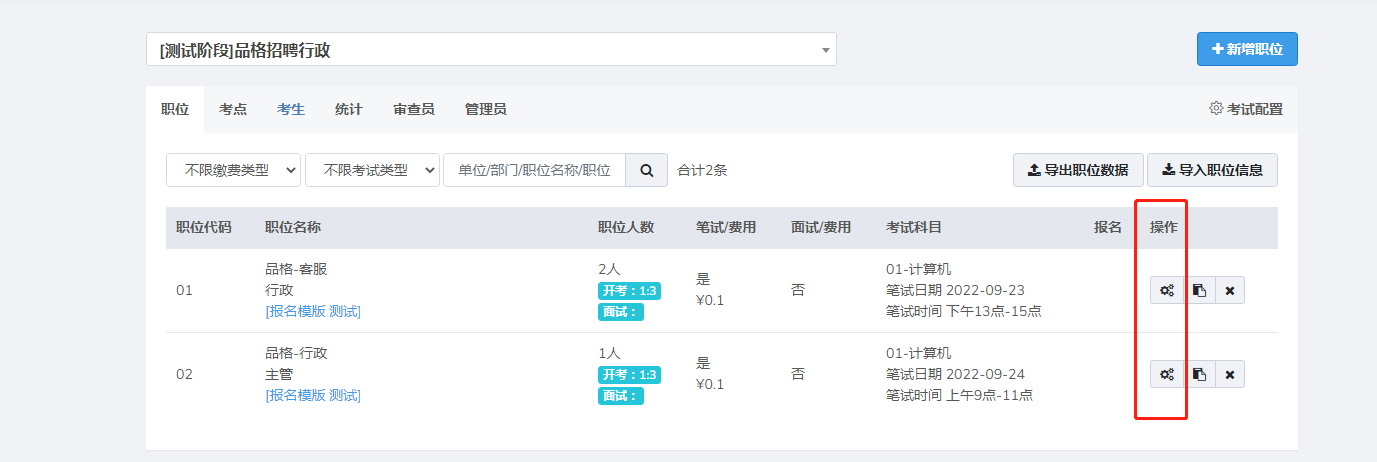 [测试阶段]品格招聘行政
新增职位
职位 考点 考生 统计 审查员 管理员 考试配置
不限缴费类型 不限考试类型 单位/部门/职位名称/职位 合计2条 导出职位数据 导入职位信息
职位代码 职位名称 职位人数 笔试/费用 面试/费用 考试科目 报名 操作
01
品格-客服
行政
[报名模版 测试]
2人
开考：1:3
面试：
是
¥0.1
否
01-计算机
笔试日期 2022-09-23
笔试时间 下午13点-15点
02
品格-行政
主管
[报名模版 测试]
1人
开考：1:3
面试：
是
¥0.1
否
01-计算机
笔试日期 2022-09-24
笔试时间 上午9点-11点